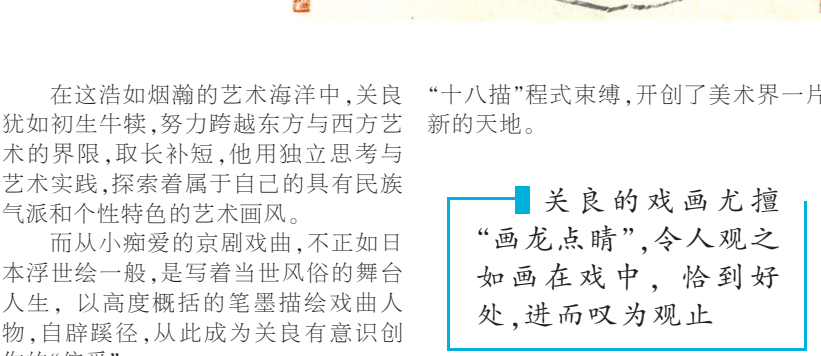 在这浩如烟瀚的艺术海洋中,关良
犹如初生牛犊,努力跨越东方与西方艺
术的界限,取长补短,他用独立思考与
艺术实践,探索着属于自己的具有民族
气派和个性特色的艺术画风。
而从小痴爱的京剧戏曲,不正如日
本浮世绘一般,是写着当世风俗的舞台
人生，以高度概括的笔墨描绘戏曲人
物,自辟蹊径,从此成为关良有意识创
“十八描”程式束缚,开创了美术界一片
新的天地。
关良的戏画尤擅
“画龙点睛”,令人观之
如画在戏中，恰到好
处,进而叹为观止